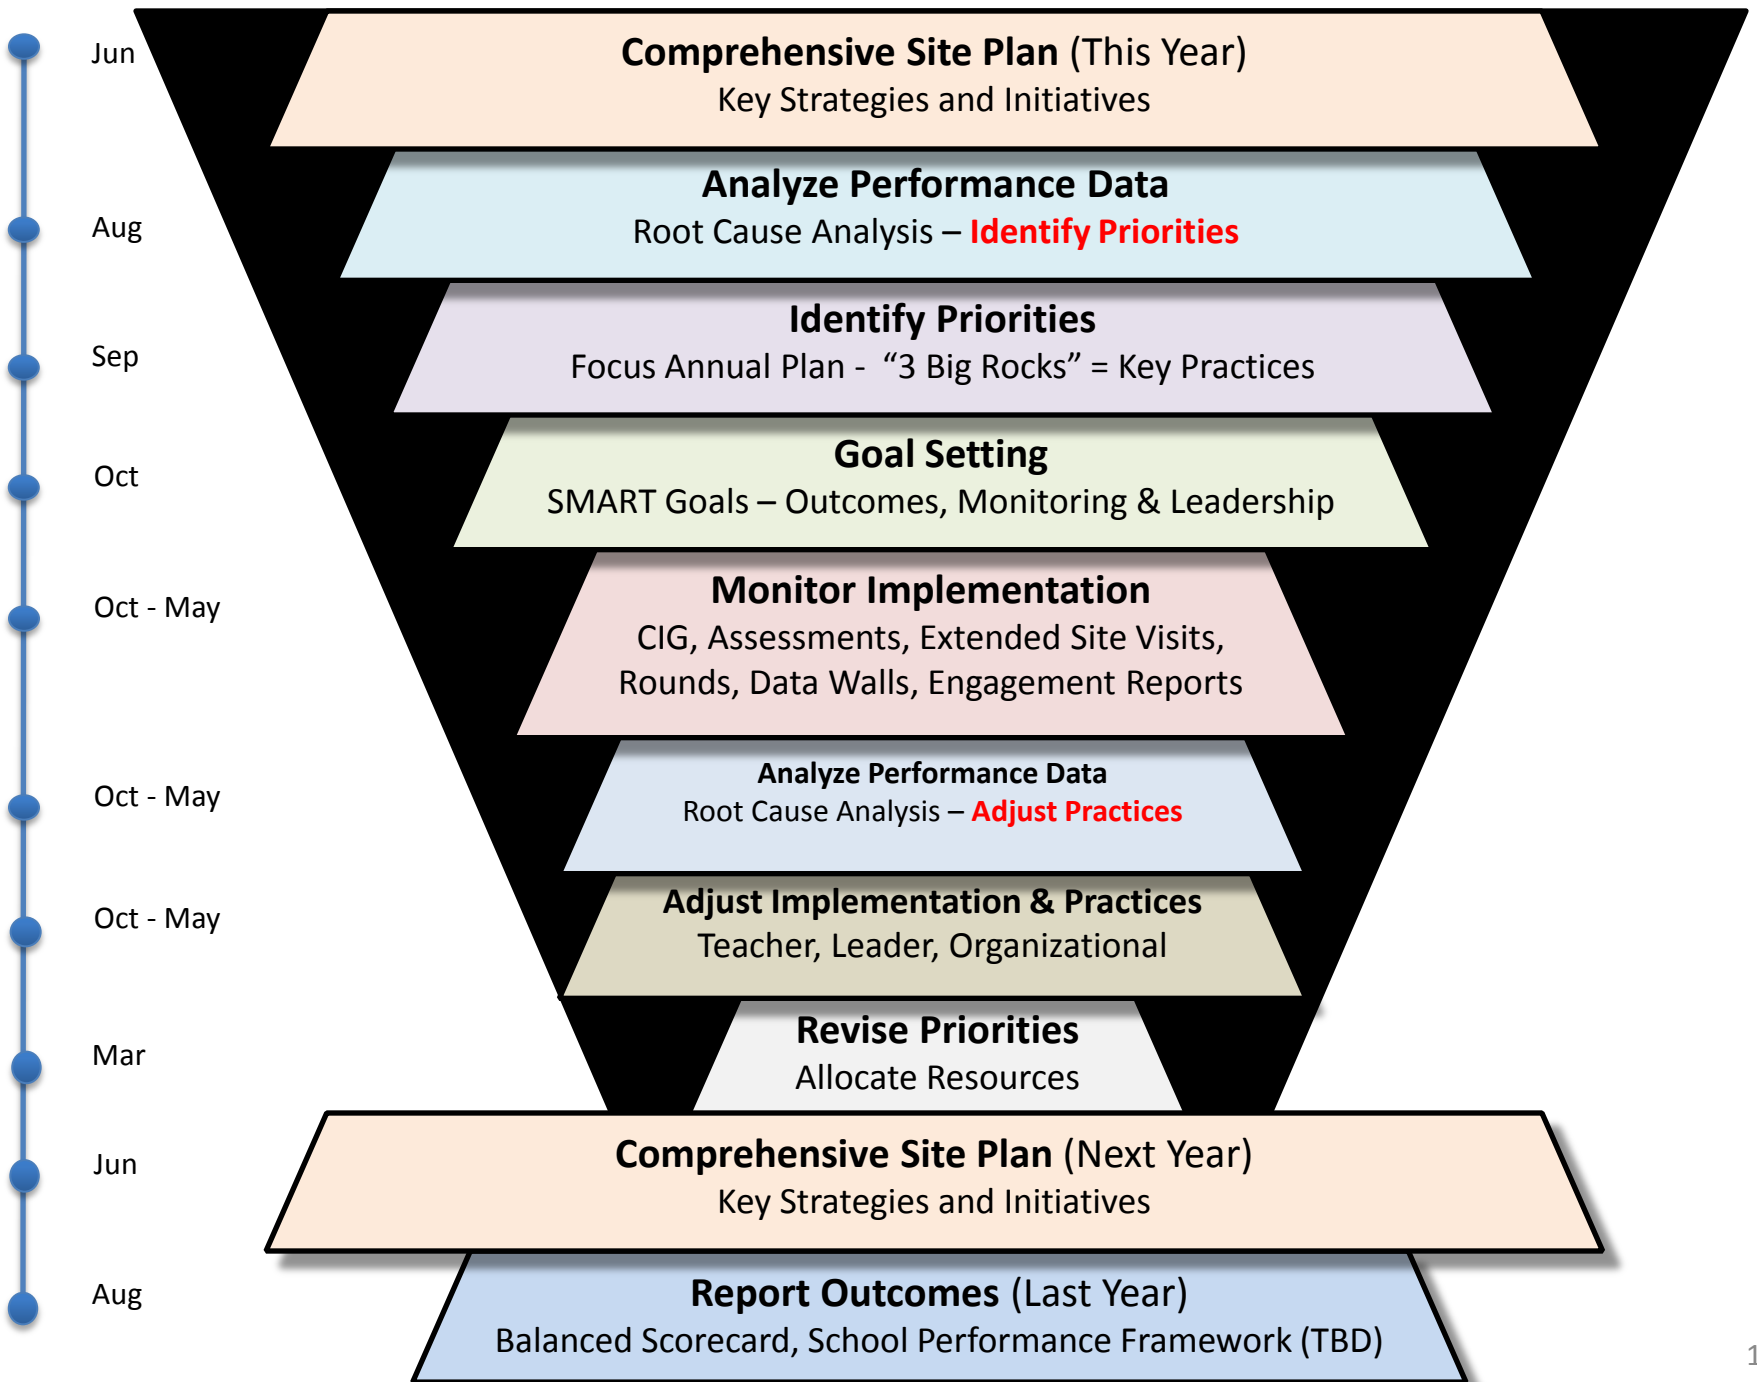 Jun
Comprehensive Site Plan (This Year)
Key Strategies and Initiatives
Aug
Analyze Performance Data
Root Cause Analysis – Identify Priorities
Sep
Identify Priorities
Focus Annual Plan - “3 Big Rocks” = Key Practices
Oct
Goal Setting
SMART Goals – Outcomes, Monitoring & Leadership
Oct - May
Monitor Implementation
CIG, Assessments, Extended Site Visits,
Rounds, Data Walls, Engagement Reports
Oct - May
Analyze Performance Data
Root Cause Analysis – Adjust Practices
Oct - May
Adjust Implementation & Practices
Teacher, Leader, Organizational
Mar
Revise Priorities
Allocate Resources
Jun
Comprehensive Site Plan (Next Year)
Key Strategies and Initiatives
Aug
Report Outcomes (Last Year)
Balanced Scorecard, School Performance Framework (TBD)
1